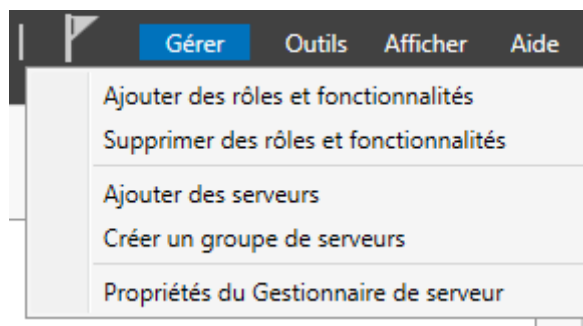 Gérer Outils Afficher Aide
Ajouter des rôles et fonctionnalités
Supprimer des rôles et fonctionnalités
Ajouter des serveurs
Créer un groupe de serveurs
Propriétés du Gestionnaire de serveur